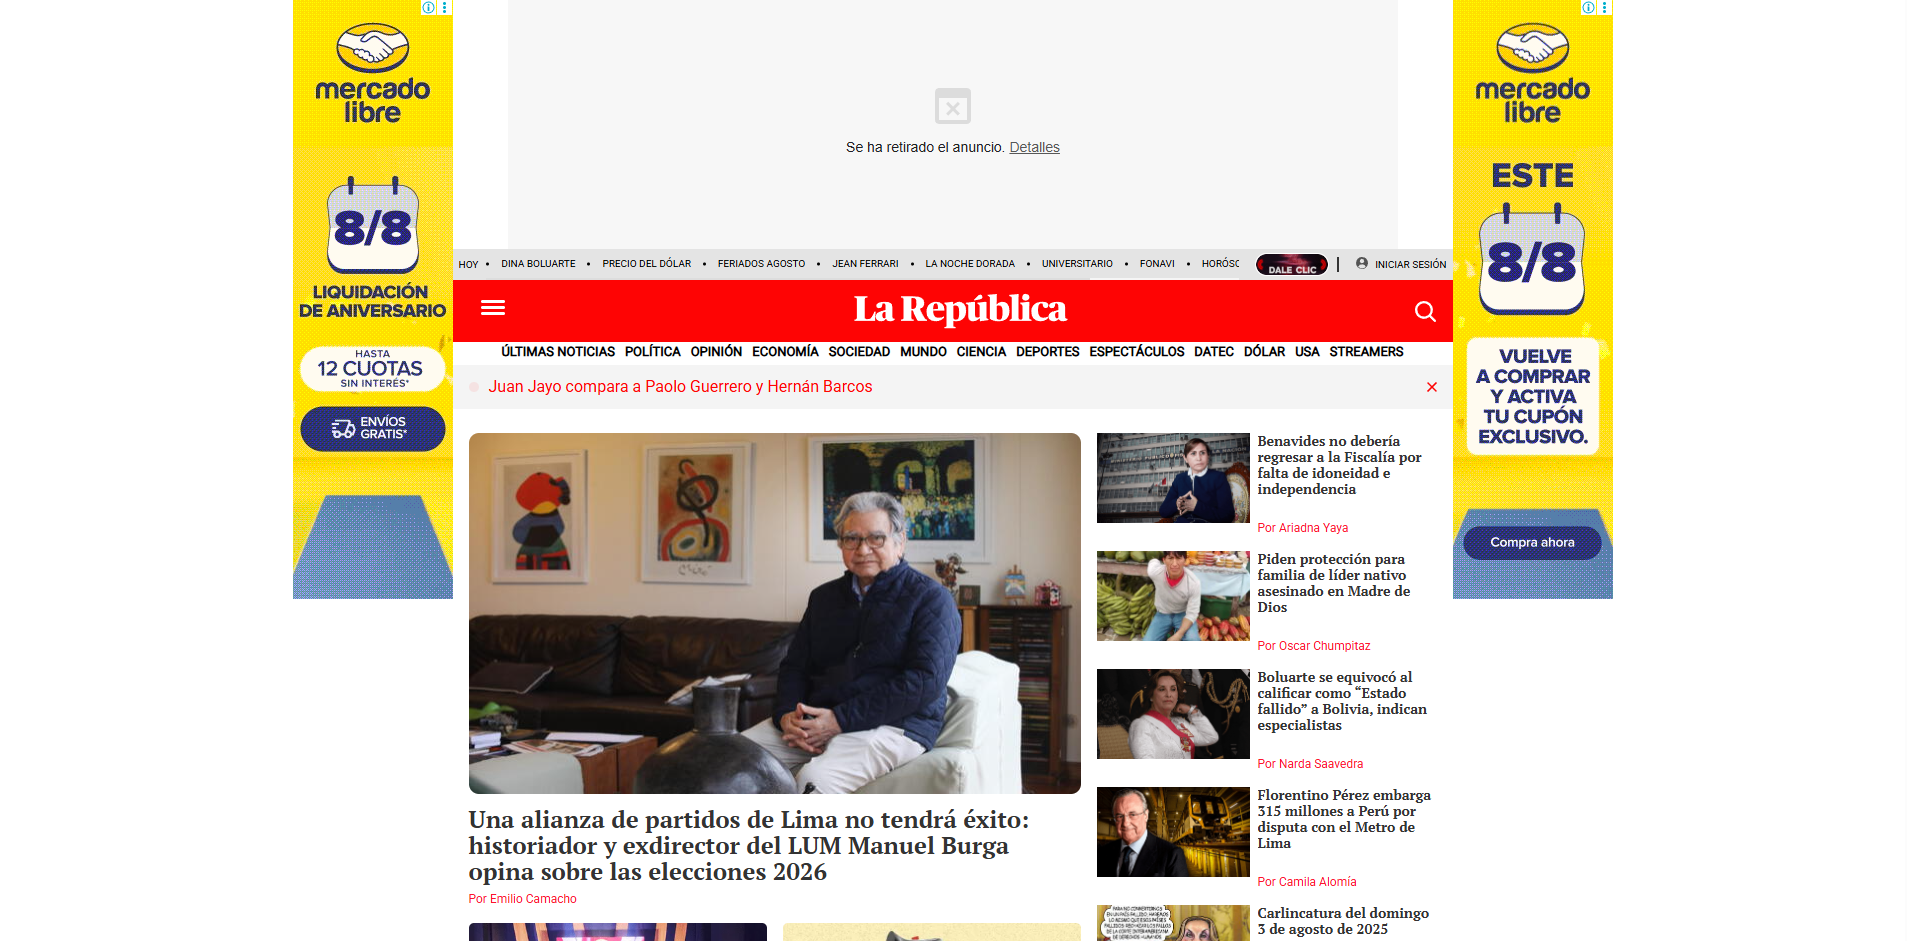 mercado
libre
8/8
LIQUIDACIÓN
DE ANIVERSARIO
HASTA
12 CUOTAS
SIN INTERÉS*
ENVÍOS
GRATIS*
Se ha retirado el anuncio. Detalles
HOY • DINA BOLUARTE • PRECIO DEL DÓLAR • FERIADOS AGOSTO • JEAN FERRARI • LA NOCHE DORADA • UNIVERSITARIO • FONAVI • HORÓSC
DALE CLIC
INICIAR SESIÓN
La República
ÚLTIMAS NOTICIAS POLÍTICA OPINIÓN ECONOMÍA SOCIEDAD MUNDO CIENCIA DEPORTES ESPECTÁCULOS DATEC DÓLAR USA STREAMERS
Juan Jayo compara a Paolo Guerrero y Hernán Barcos
Una alianza de partidos de Lima no tendrá éxito:
historiador y exdirector del LUM Manuel Burga
opina sobre las elecciones 2026
Por Emilio Camacho
Benavides no debería
regresar a la Fiscalía por
falta de idoneidad e
independencia
Por Ariadna Yaya
Piden protección para
familia de líder nativo
asesinado en Madre de
Dios
Por Oscar Chumpitaz
Boluarte se equivocó al
calificar como “Estado
fallido” a Bolivia, indican
especialistas
Por Narda Saavedra
Florentino Pérez embarga
315 millones a Perú por
disputa con el Metro de
Lima
Por Camila Alomía
Carlincatura del domingo
3 de agosto de 2025
mercado
libre
ESTE
8/8
VUELVE
A COMPRAR
Y ACTIVA
TU CUPÓN
EXCLUSIVO.
Compra ahora